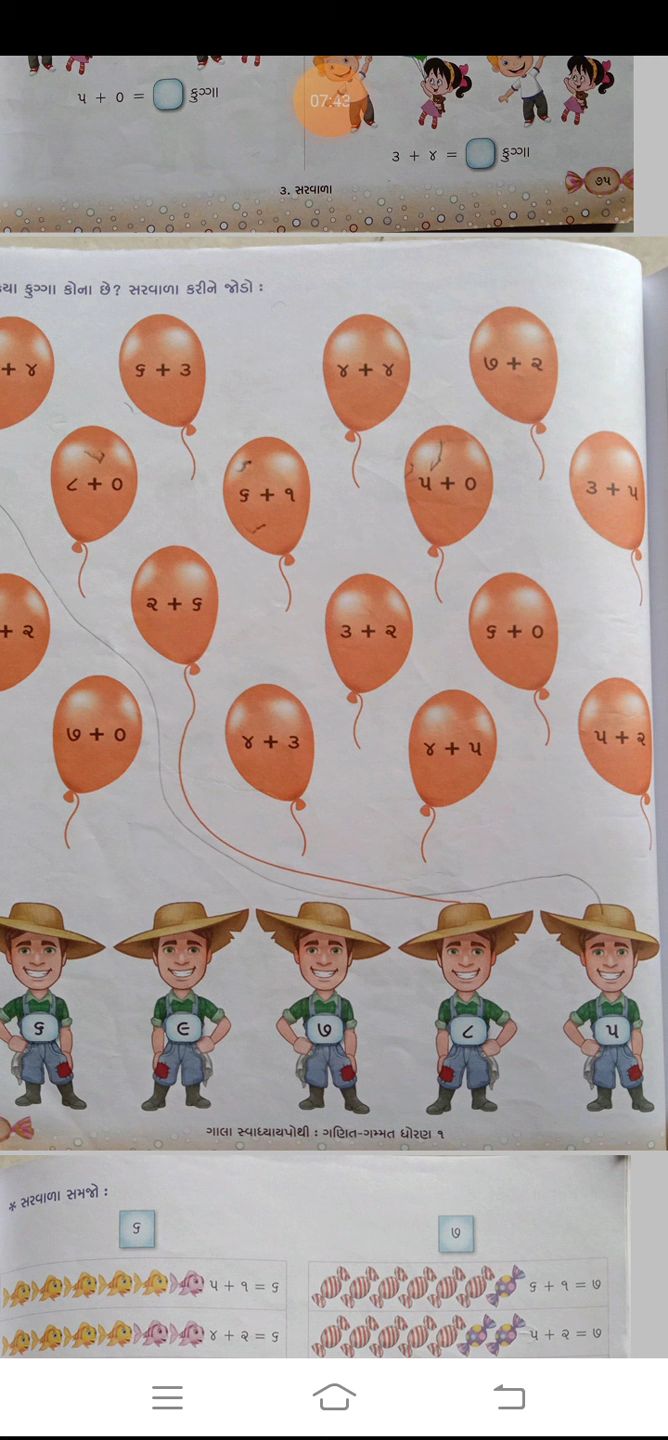 ૫ + ૦ = ફુગ્ગા
07:43
૩ + ૪ = ફુગ્ગા
૭૫
3. સરવાળા
ફુગ્ગા કોના છે? સરવાળા કરીને જોડો :
+ ૪
૬ + ૩
૪ + ૪
૭ + ૨
૮ + ૦
૬ + ૧
૫ + ૦
૩ + ૫
+ ૨
૨ + ૬
૩ + ૨
૬ + ૦
૭ + ૦
૪ + ૩
૪ + ૫
૫ + ૨
૬
૯
૭
૮
૫
ગાલા સ્વાધ્યાયપોથી : ગણિત-ગમ્મત ધોરણ ૧
* સરવાળા સમજો :
૬
૭
૫ + ૧ = ૬
૬ + ૧ = ૭
૪ + ૨ = ૬
૫ + ૨ = ૭